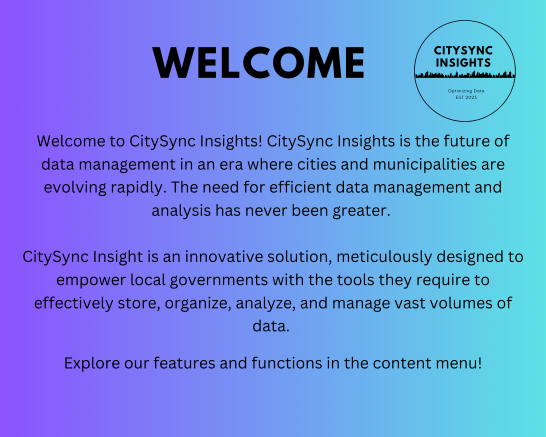 WELCOME
CITYSYNC
INSIGHTS
Optimizing Data
EST 2023
Welcome to CitySync Insights! CitySync Insights is the future of
data management in an era where cities and municipalities are
evolving rapidly. The need for efficient data management and
analysis has never been greater.
CitySync Insight is an innovative solution, meticulously designed to
empower local governments with the tools they require to
effectively store, organize, analyze, and manage vast volumes of
data.
Explore our features and functions in the content menu!